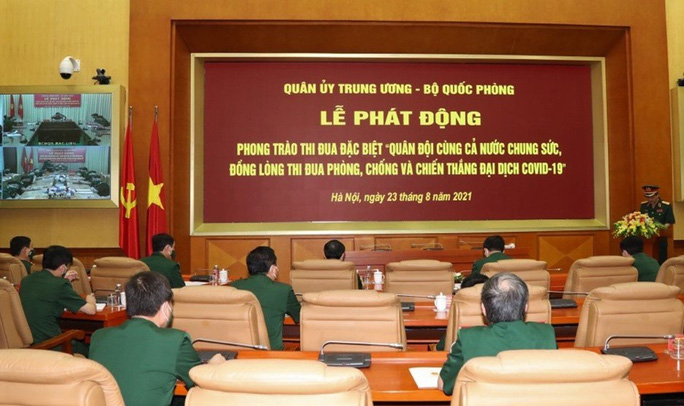 QUÂN ỦY TRUNG ƯƠNG - BỘ QUỐC PHÒNG
LỄ PHÁT ĐỘNG
PHONG TRÀO THI ĐUA ĐẶC BIỆT "QUÂN ĐỘI CÙNG CẢ NƯỚC CHUNG SỨC,
ĐỒNG LÒNG THI ĐUA PHÒNG, CHỐNG VÀ CHIẾN THẮNG ĐẠI DỊCH COVID-19"
Hà Nội, ngày 23 tháng 8 năm 2021